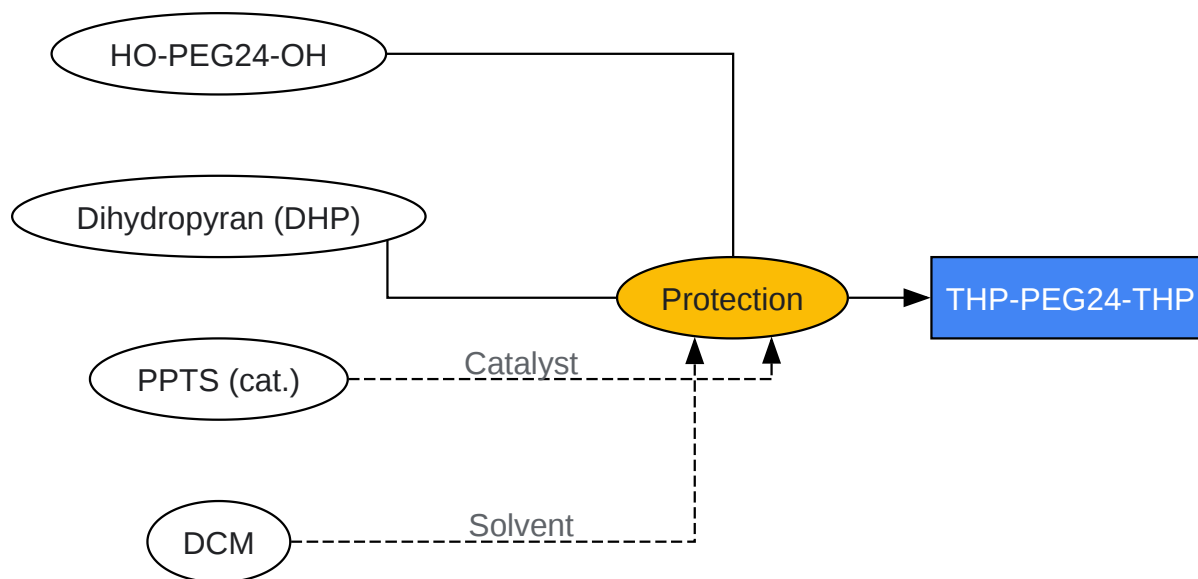 HO-PEG24-OH
Dihydropyran (DHP)
Protection
THP-PEG24-THP
PPTS (cat.)
Catalyst
DCM
Solvent